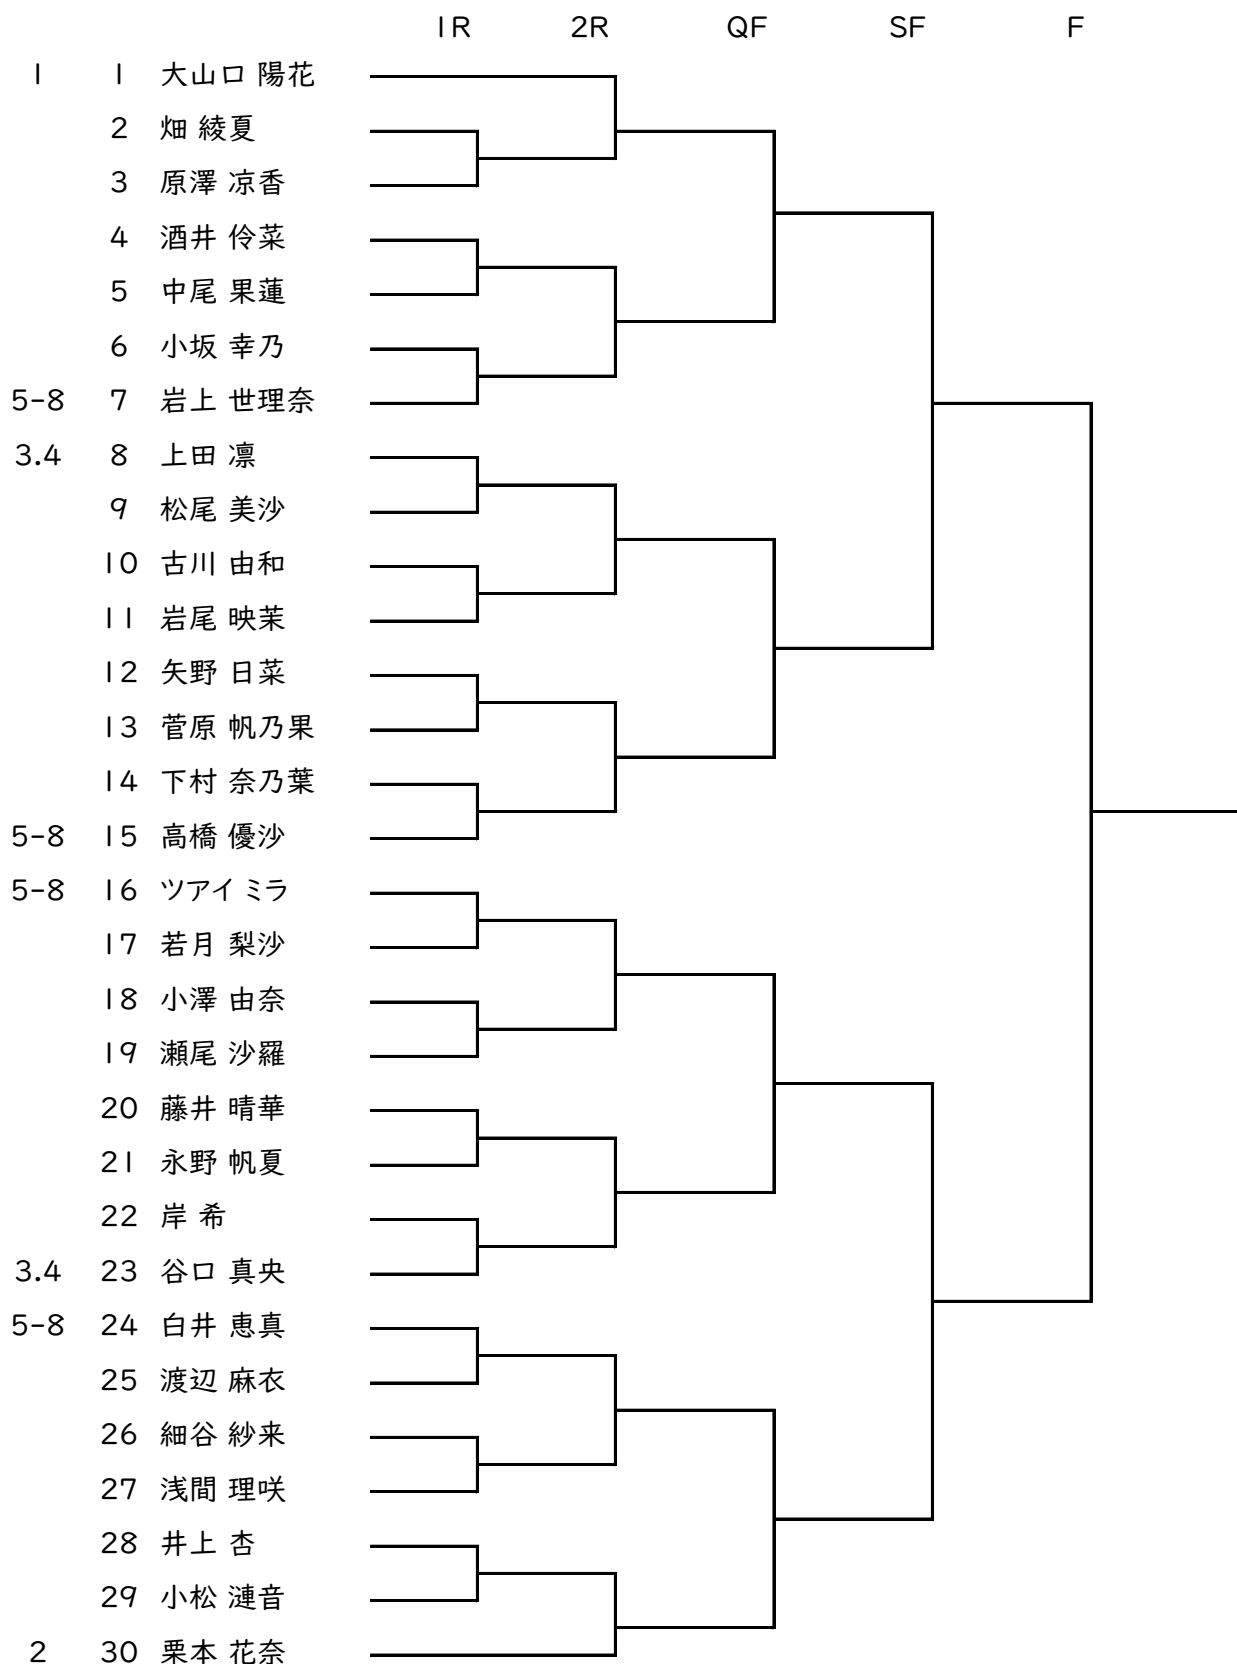 1R 2R QF SF F
1 1 大山口 陽花
2 畑 綾夏
3 原澤 凉香
4 酒井 伶菜
5 中尾 果蓮
6 小坂 幸乃
5-8 7 岩上 世理奈
3.4 8 上田 凛
9 松尾 美沙
10 古川 由和
11 岩尾 映茉
12 矢野 日菜
13 菅原 帆乃果
14 下村 奈乃葉
5-8 15 高橋 優沙
5-8 16 ツアイ ミラ
17 若月 梨沙
18 小澤 由奈
19 瀬尾 沙羅
20 藤井 晴華
21 永野 帆夏
22 岸 希
3.4 23 谷口 真央
5-8 24 白井 恵真
25 渡辺 麻衣
26 細谷 紗来
27 浅間 理咲
28 井上 杏
29 小松 漣音
2 30 栗本 花奈